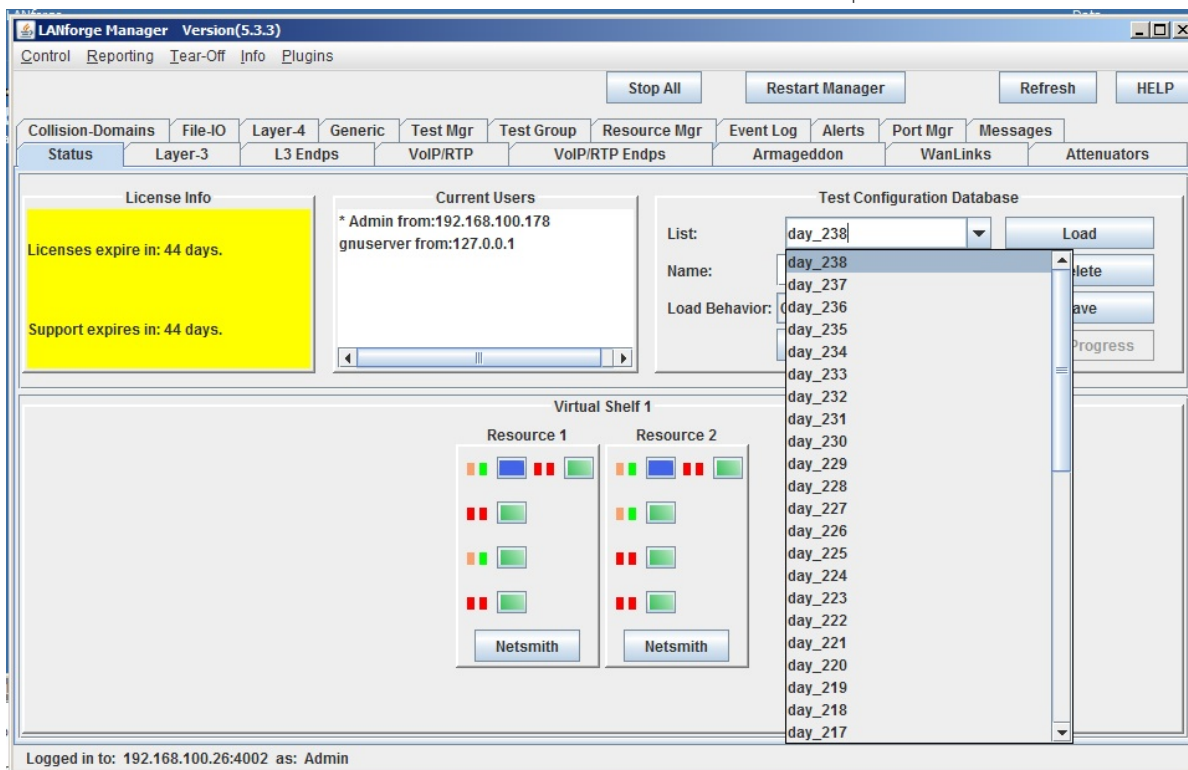 LANforge Manager Version(5.3.3)
Control Reporting Tear-Off Info Plugins
Stop All Restart Manager Refresh HELP
Collision-Domains File-IO Layer-4 Generic Test Mgr Test Group Resource Mgr Event Log Alerts Port Mgr Messages
Status Layer-3 L3 Endps VoIP/RTP VoIP/RTP Endps Armageddon WanLinks Attenuators
License Info
Licenses expire in: 44 days.
Support expires in: 44 days.
Current Users
* Admin from:192.168.100.178
gnuserver from:127.0.0.1
Test Configuration Database
List: day_238 Load
Name:
Load Behavior:
Progress
day_238
day_237
day_236
day_235
day_234
day_233
day_232
day_231
day_230
day_229
day_228
day_227
day_226
day_225
day_224
day_223
day_222
day_221
day_220
day_219
day_218
day_217
Virtual Shelf 1
Resource 1 Resource 2
Netsmith Netsmith
Logged in to: 192.168.100.26:4002 as: Admin